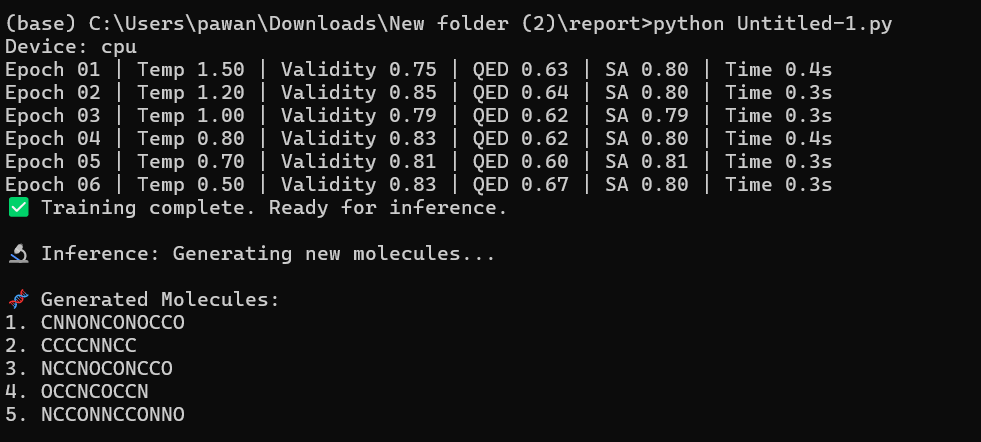 (base) C:\Users\pawan\Downloads\New folder (2)\report>python Untitled-1.py
Device: cpu
Epoch 01 | Temp 1.50 | Validity 0.75 | QED 0.63 | SA 0.80 | Time 0.4s
Epoch 02 | Temp 1.20 | Validity 0.85 | QED 0.64 | SA 0.80 | Time 0.3s
Epoch 03 | Temp 1.00 | Validity 0.79 | QED 0.62 | SA 0.79 | Time 0.3s
Epoch 04 | Temp 0.80 | Validity 0.83 | QED 0.62 | SA 0.80 | Time 0.4s
Epoch 05 | Temp 0.70 | Validity 0.81 | QED 0.60 | SA 0.81 | Time 0.3s
Epoch 06 | Temp 0.50 | Validity 0.83 | QED 0.67 | SA 0.80 | Time 0.3s
✅ Training complete. Ready for inference.
🔬 Inference: Generating new molecules...
🧬 Generated Molecules:
1. CNNONCONOCCO
2. CCCCNNCC
3. NCCNOCONCCO
4. OCCNCOCCN
5. NCCONNCCONNO